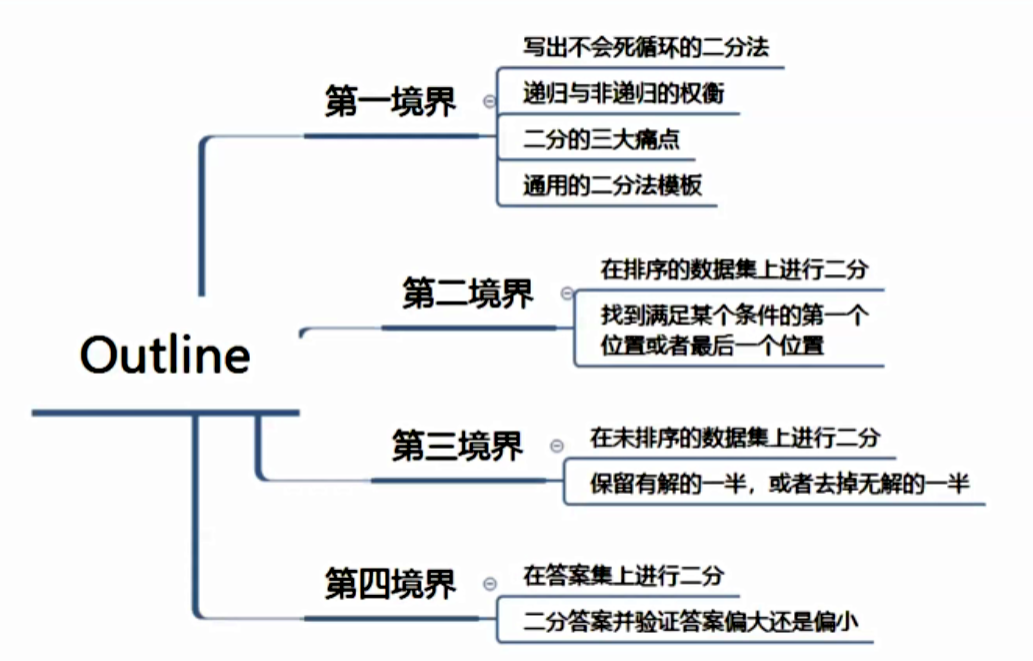 写出不会死循环的二分法
第一境界
递归与非递归的权衡
二分的三大痛点
通用的二分法模板
在排序的数据集上进行二分
第二境界
找到满足某个条件的第一个
位置或者最后一个位置
Outline
在未排序的数据集上进行二分
第三境界
保留有解的一半，或者去掉无解的一半
在答案集上进行二分
第四境界
二分答案并验证答案偏大还是偏小